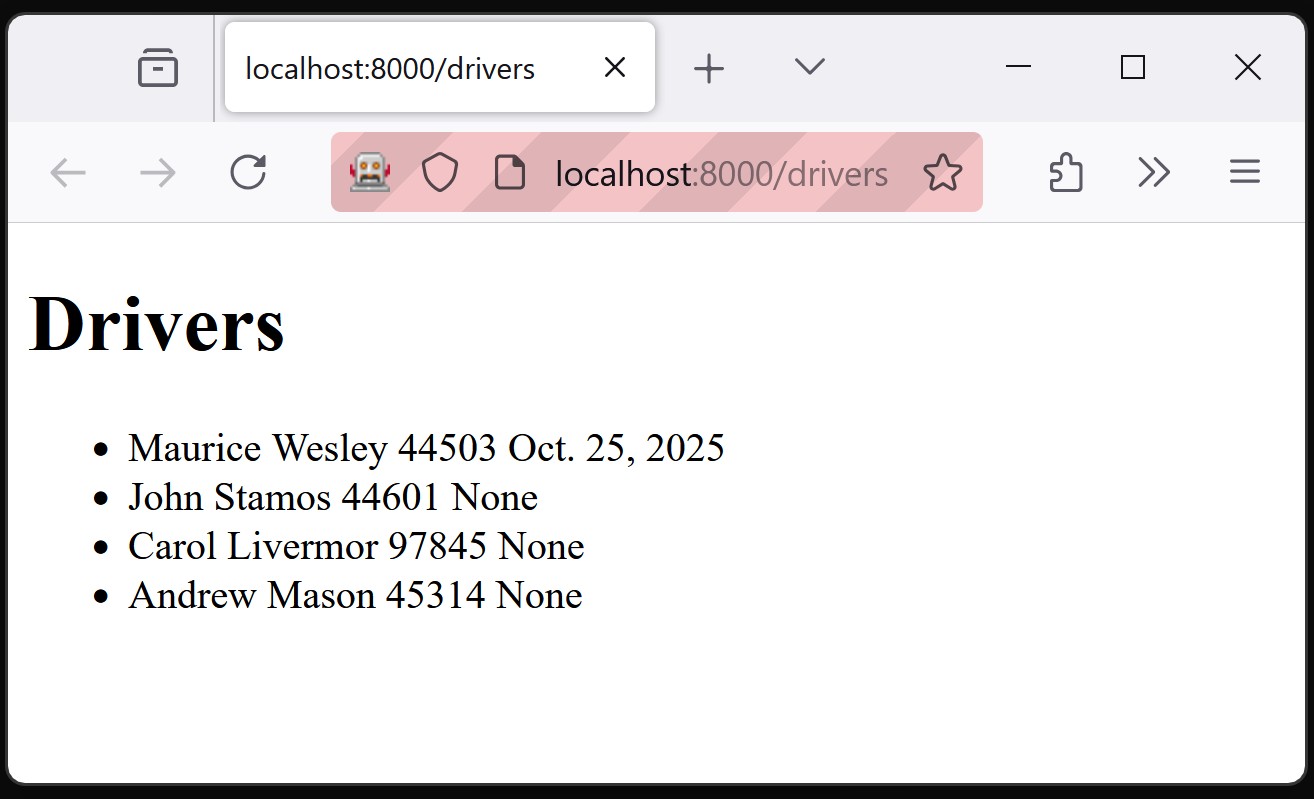 localhost:8000/drivers
localhost:8000/drivers
Drivers
Maurice Wesley 44503 Oct. 25, 2025
John Stamos 44601 None
Carol Livermor 97845 None
Andrew Mason 45314 None